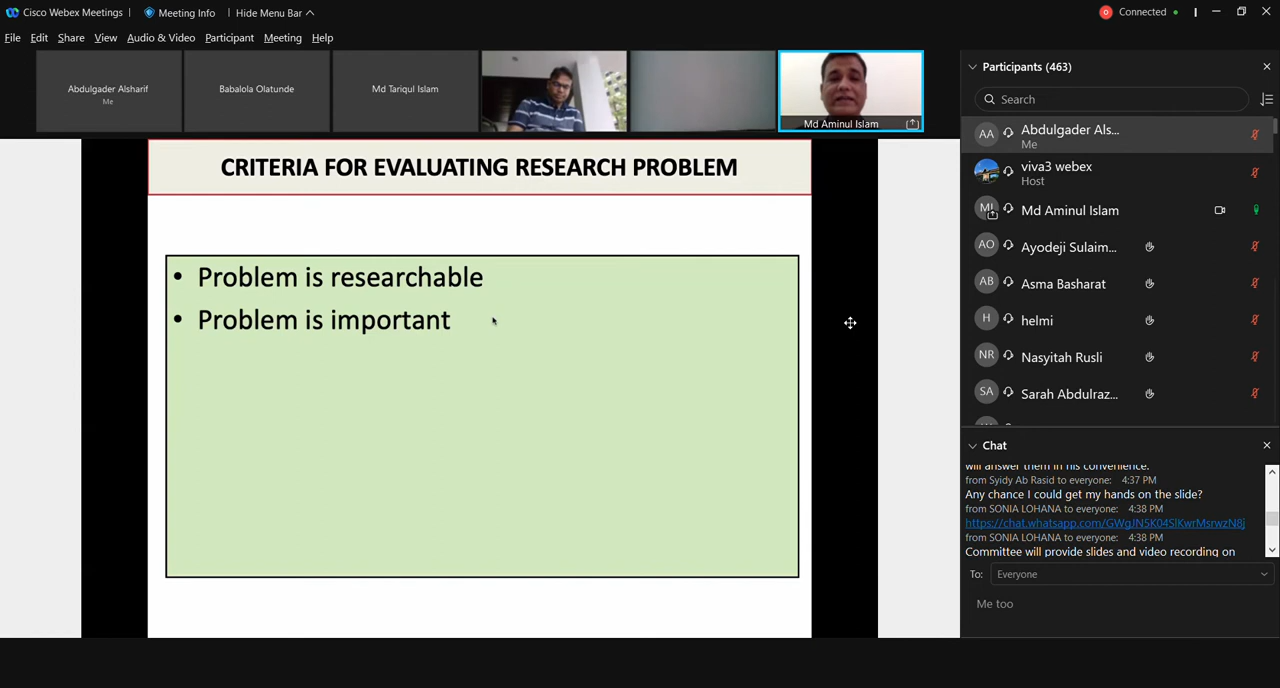 Cisco Webex Meetings
Meeting Info
Hide Menu Bar
Connected
File Edit Share View Audio & Video Participant Meeting Help
Abdulgader Alsharif
Me
Babalola Olatunde
Md Tariqul Islam
Md Aminul Islam
CRITERIA FOR EVALUATING RESEARCH PROBLEM
• Problem is researchable
• Problem is important
Participants (463)
Search
AA Abdulgader Als...
Me
viva3 webex
Host
MI Md Aminul Islam
AO Ayodeji Sulaim...
AB Asma Basharat
H helmi
NR Nasyitah Rusli
SA Sarah Abdulraz...
Chat
will answer them in his convenience.
from Syidy Ab Rasid to everyone: 4:37 PM
Any chance I could get my hands on the slide?
from SONIA LOHANA to everyone: 4:38 PM
https://chat.whatsapp.com/GWgJN5K04SlKwrMsrwzN8j
from SONIA LOHANA to everyone: 4:38 PM
Committee will provide slides and video recording on
To: Everyone
Me too